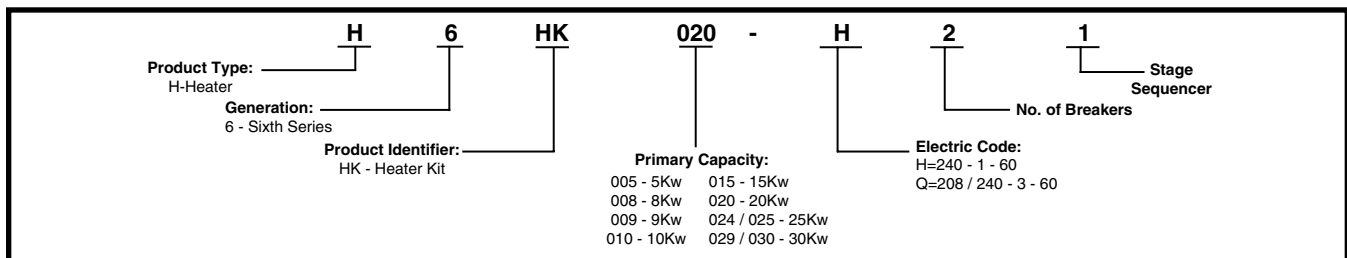 H 6 HK 020 - H 2 1
Product Type:
H-Heater
Generation:
6 - Sixth Series
Product Identifier:
HK - Heater Kit
Primary Capacity:
005 - 5Kw 015 - 15Kw
008 - 8Kw 020 - 20Kw
009 - 9Kw 024 / 025 - 25Kw
010 - 10Kw 029 / 030 - 30Kw
Electric Code:
H=240 - 1 - 60
Q=208 / 240 - 3 - 60
No. of Breakers
Stage
Sequencer